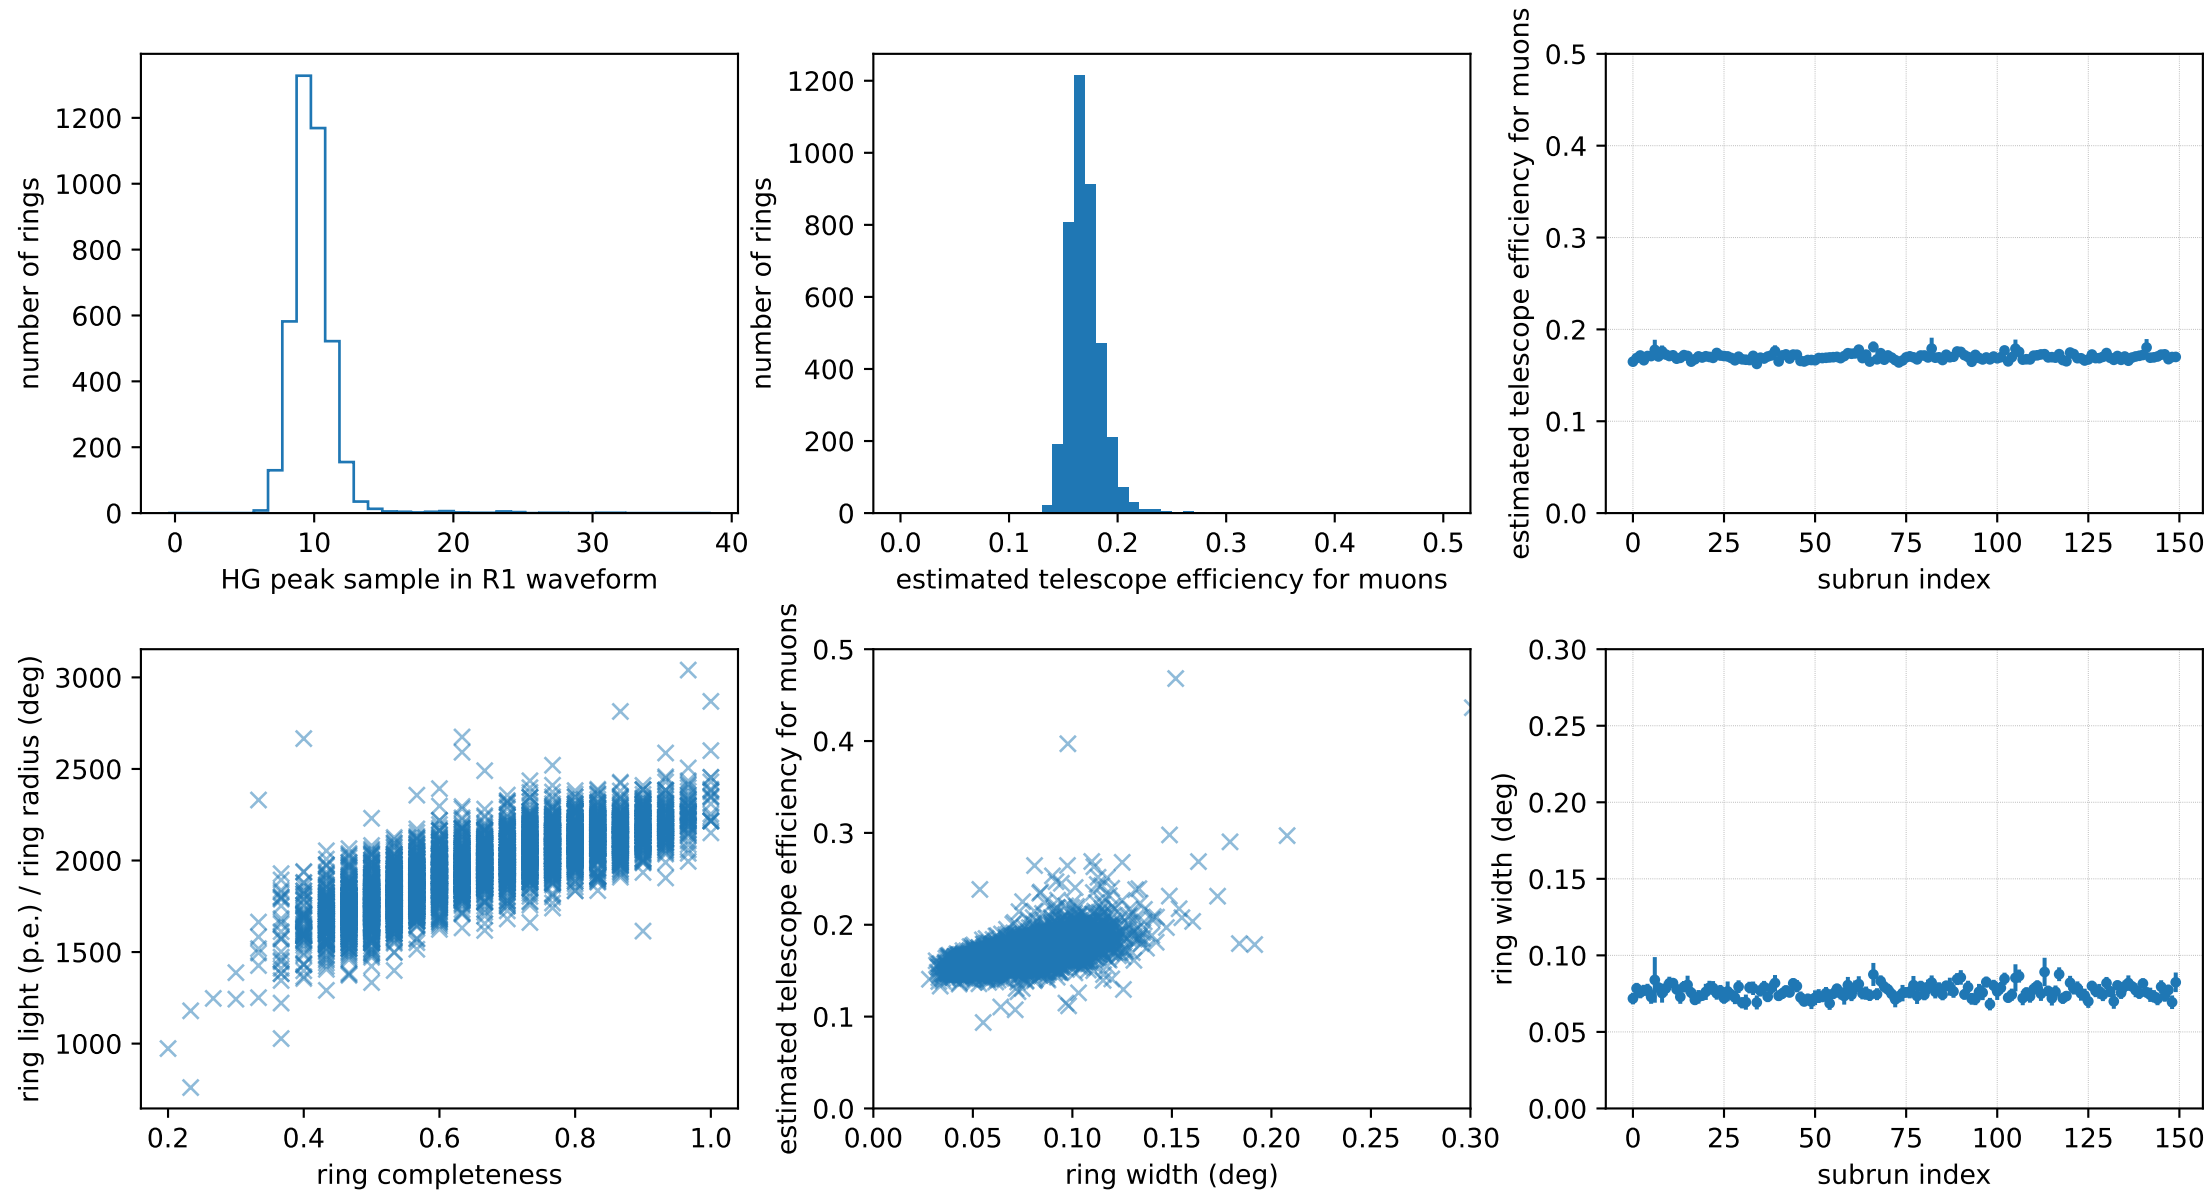 number of rings
1200
1000
800
600
400
200
0
0 10 20 30 40
HG peak sample in R1 waveform
number of rings
1200
1000
800
600
400
200
0
0.0 0.1 0.2 0.3 0.4 0.5
estimated telescope efficiency for muons
estimated telescope efficiency for muons
0.5
0.4
0.3
0.2
0.1
0.0
0 25 50 75 100 125 150
subrun index
ring light (p.e.) / ring radius (deg)
3000
2500
2000
1500
1000
0.2 0.4 0.6 0.8 1.0
ring completeness
estimated telescope efficiency for muons
0.5
0.4
0.3
0.2
0.1
0.0
0.00 0.05 0.10 0.15 0.20 0.25 0.30
ring width (deg)
ring width (deg)
0.30
0.25
0.20
0.15
0.10
0.05
0.00
0 25 50 75 100 125 150
subrun index